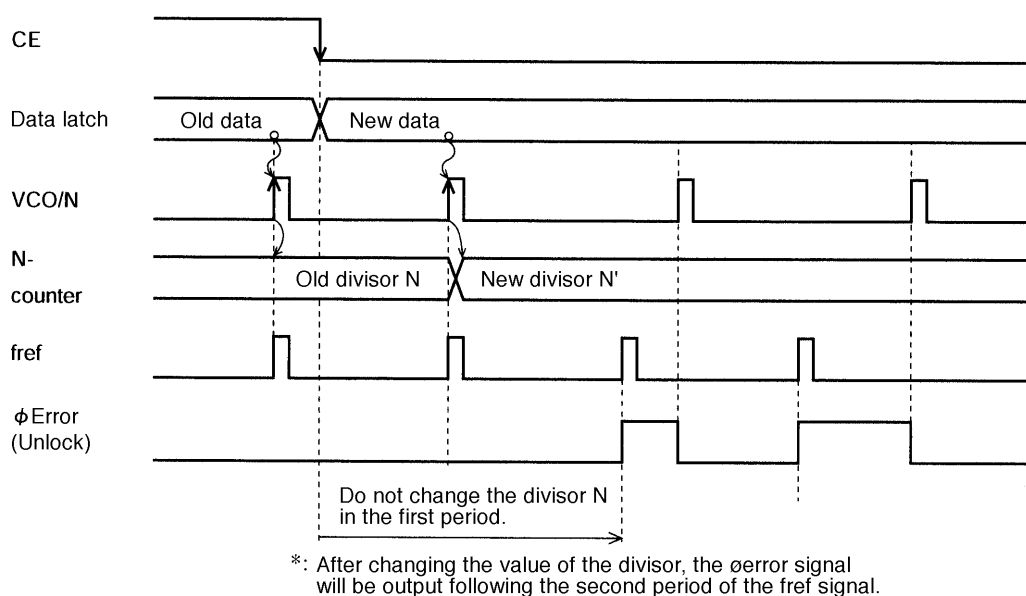 CE
Data latch
Old data
New data
VCO/N
N-
counter
Old divisor N
New divisor N'
fref
ϕError
(Unlock)
Do not change the divisor N
in the first period.
*: After changing the value of the divisor, the øerror signal
will be output following the second period of the fref signal.